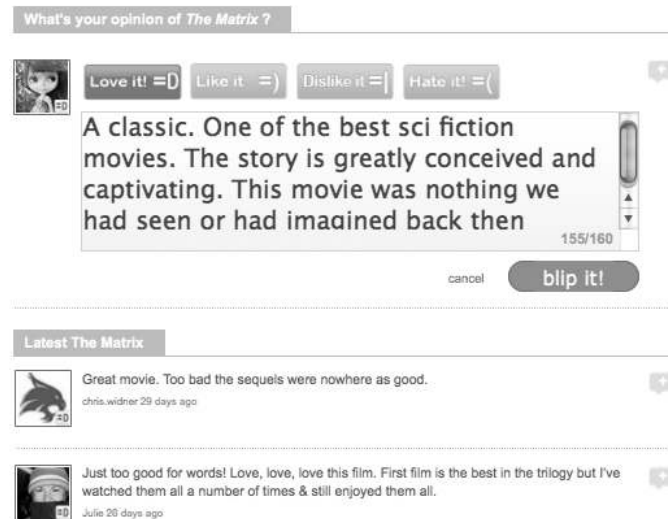 What's your opinion of The Matrix ?
Love it! =D Like it =) Dislike it =| Hate it! =(
=D
A classic. One of the best sci fiction
movies. The story is greatly conceived and
captivating. This movie was nothing we
had seen or had imagined back then
155/160
cancel blip it!
Latest The Matrix
Great movie. Too bad the sequels were nowhere as good.
chris.widner 29 days ago
=D
Just too good for words! Love, love, love this film. First film is the best in the trilogy but I've
watched them all a number of times & still enjoyed them all.
Julie 26 days ago
=D